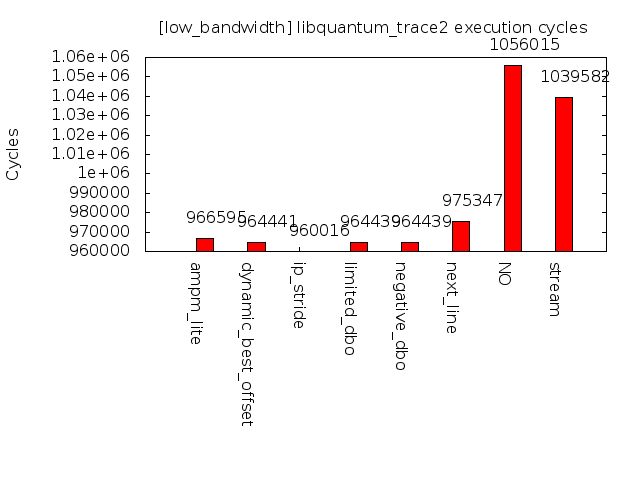 [low_bandwidth] libquantum_trace2 execution cycles
Cycles
1.06e+06
1.05e+06
1.04e+06
1.03e+06
1.02e+06
1.01e+06
1e+06
990000
980000
970000
960000
966595
964441
960016
964439
964439
975347
1056015
1039582
ampm_lite
dynamic_best_offset
ip_stride
limited_dbo
negative_dbo
next_line
NO
stream